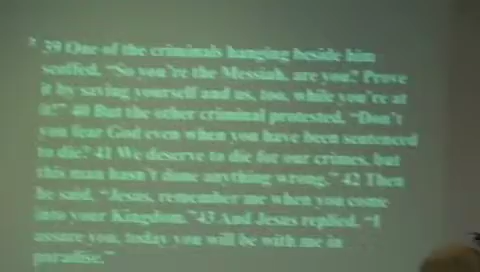 39 One of the criminals hanging beside him
scoffed, "So you're the Messiah, are you? Prove
it by saving yourself and us, too, while you're at
it!" 40 But the other criminal protested, "Don't
you fear God even when you have been sentenced
to die? 41 We deserve to die for our crimes, but
this man hasn't done anything wrong." 42 Then
he said, "Jesus, remember me when you come
into your Kingdom."43 And Jesus replied, "I
assure you, today you will be with me in
paradise."